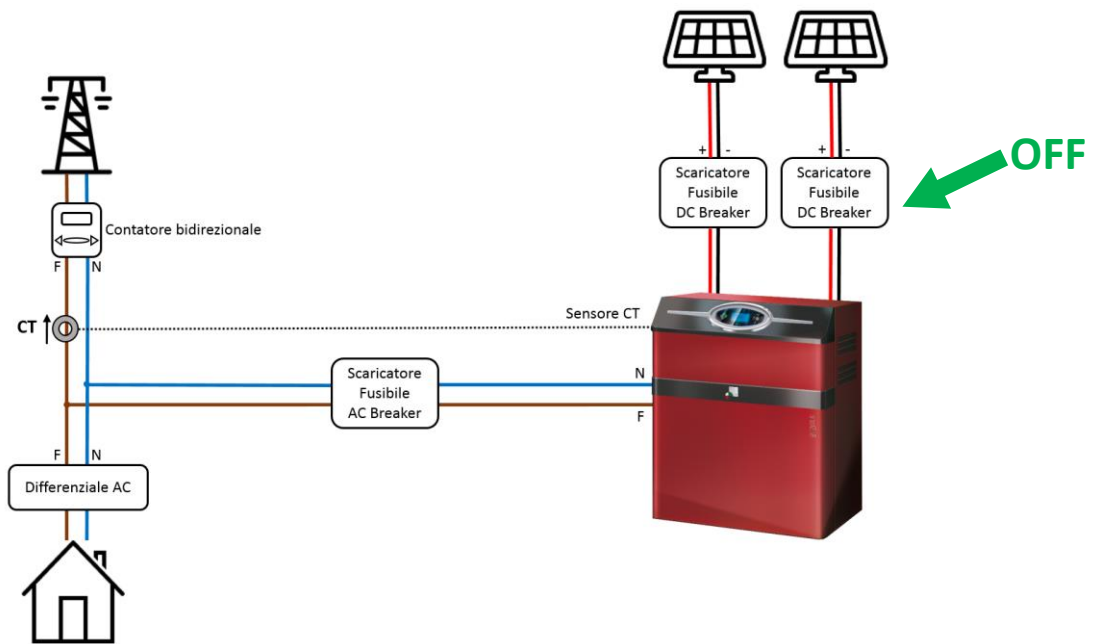 OFF
+ -
+ -
Scaricatore
Fusibile
DC Breaker
Scaricatore
Fusibile
DC Breaker
Contatore bidirezionale
F N
CT
Sensore CT
Scaricatore
Fusibile
AC Breaker
N
F
F N
Differenziale AC